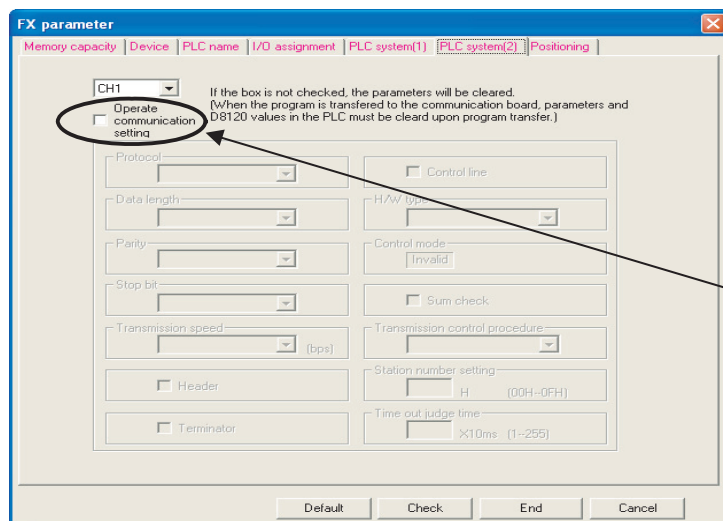 FX parameter
Memory capacity Device PLC name I/O assignment PLC system(1) PLC system(2) Positioning
CH1
If the box is not checked, the parameters will be cleared.
(When the program is transfered to the communication board, parameters and
D8120 values in the PLC must be cleard upon program transfer.)
Operate
communication
setting
Protocol
Control line
Data length
H/W type
Parity
Control mode
Invalid
Stop bit
Sum check
Transmission speed
(bps)
Transmission control procedure
Header
Station number setting
H (00H--0FH)
Terminator
Time out judge time
X10ms (1--255)
Default Check End Cancel